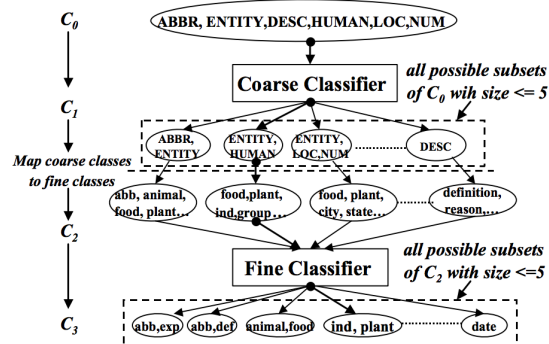 C0
ABBR, ENTITY,DESC,HUMAN,LOC,NUM
Coarse Classifier
all possible subsets
of C0 wih size <= 5
C1
ABBR,
ENTITY
ENTITY,
HUMAN
ENTITY,
LOC,NUM
DESC
Map coarse classes
to fine classes
abb, animal,
food, plant...
food,plant,
ind,group...
food, plant,
city, state...
definition,
reason,...
C2
Fine Classifier
all possible subsets
of C2 with size <=5
C3
abb,exp
abb,def
animal,food
ind, plant
date